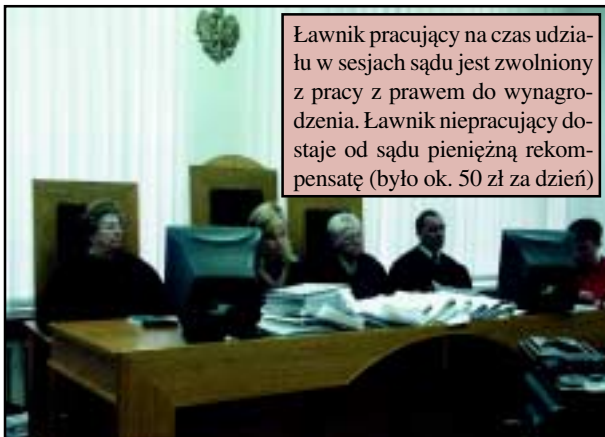 Ławnik pracujący na czas udzia-
łu w sesjach sądu jest zwolniony
z pracy z prawem do wynagro-
dzenia. Ławnik niepracujący do-
staje od sądu pieniężną rekom-
pensatę (było ok. 50 zł za dzień)